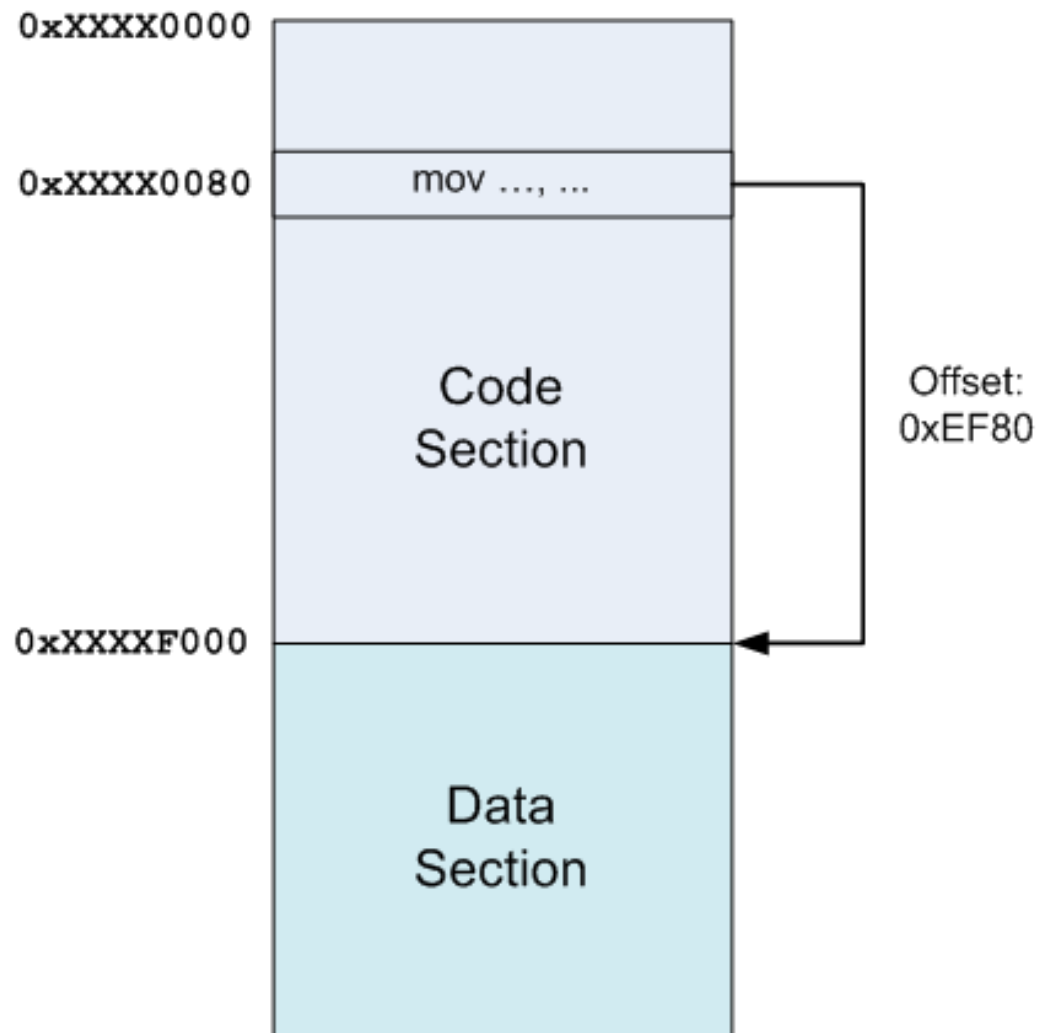 0xXXXX0000
0xXXXX0080
mov ..., ...
Code
Section
Offset:
0xEF80
0xXXXXF000
Data
Section